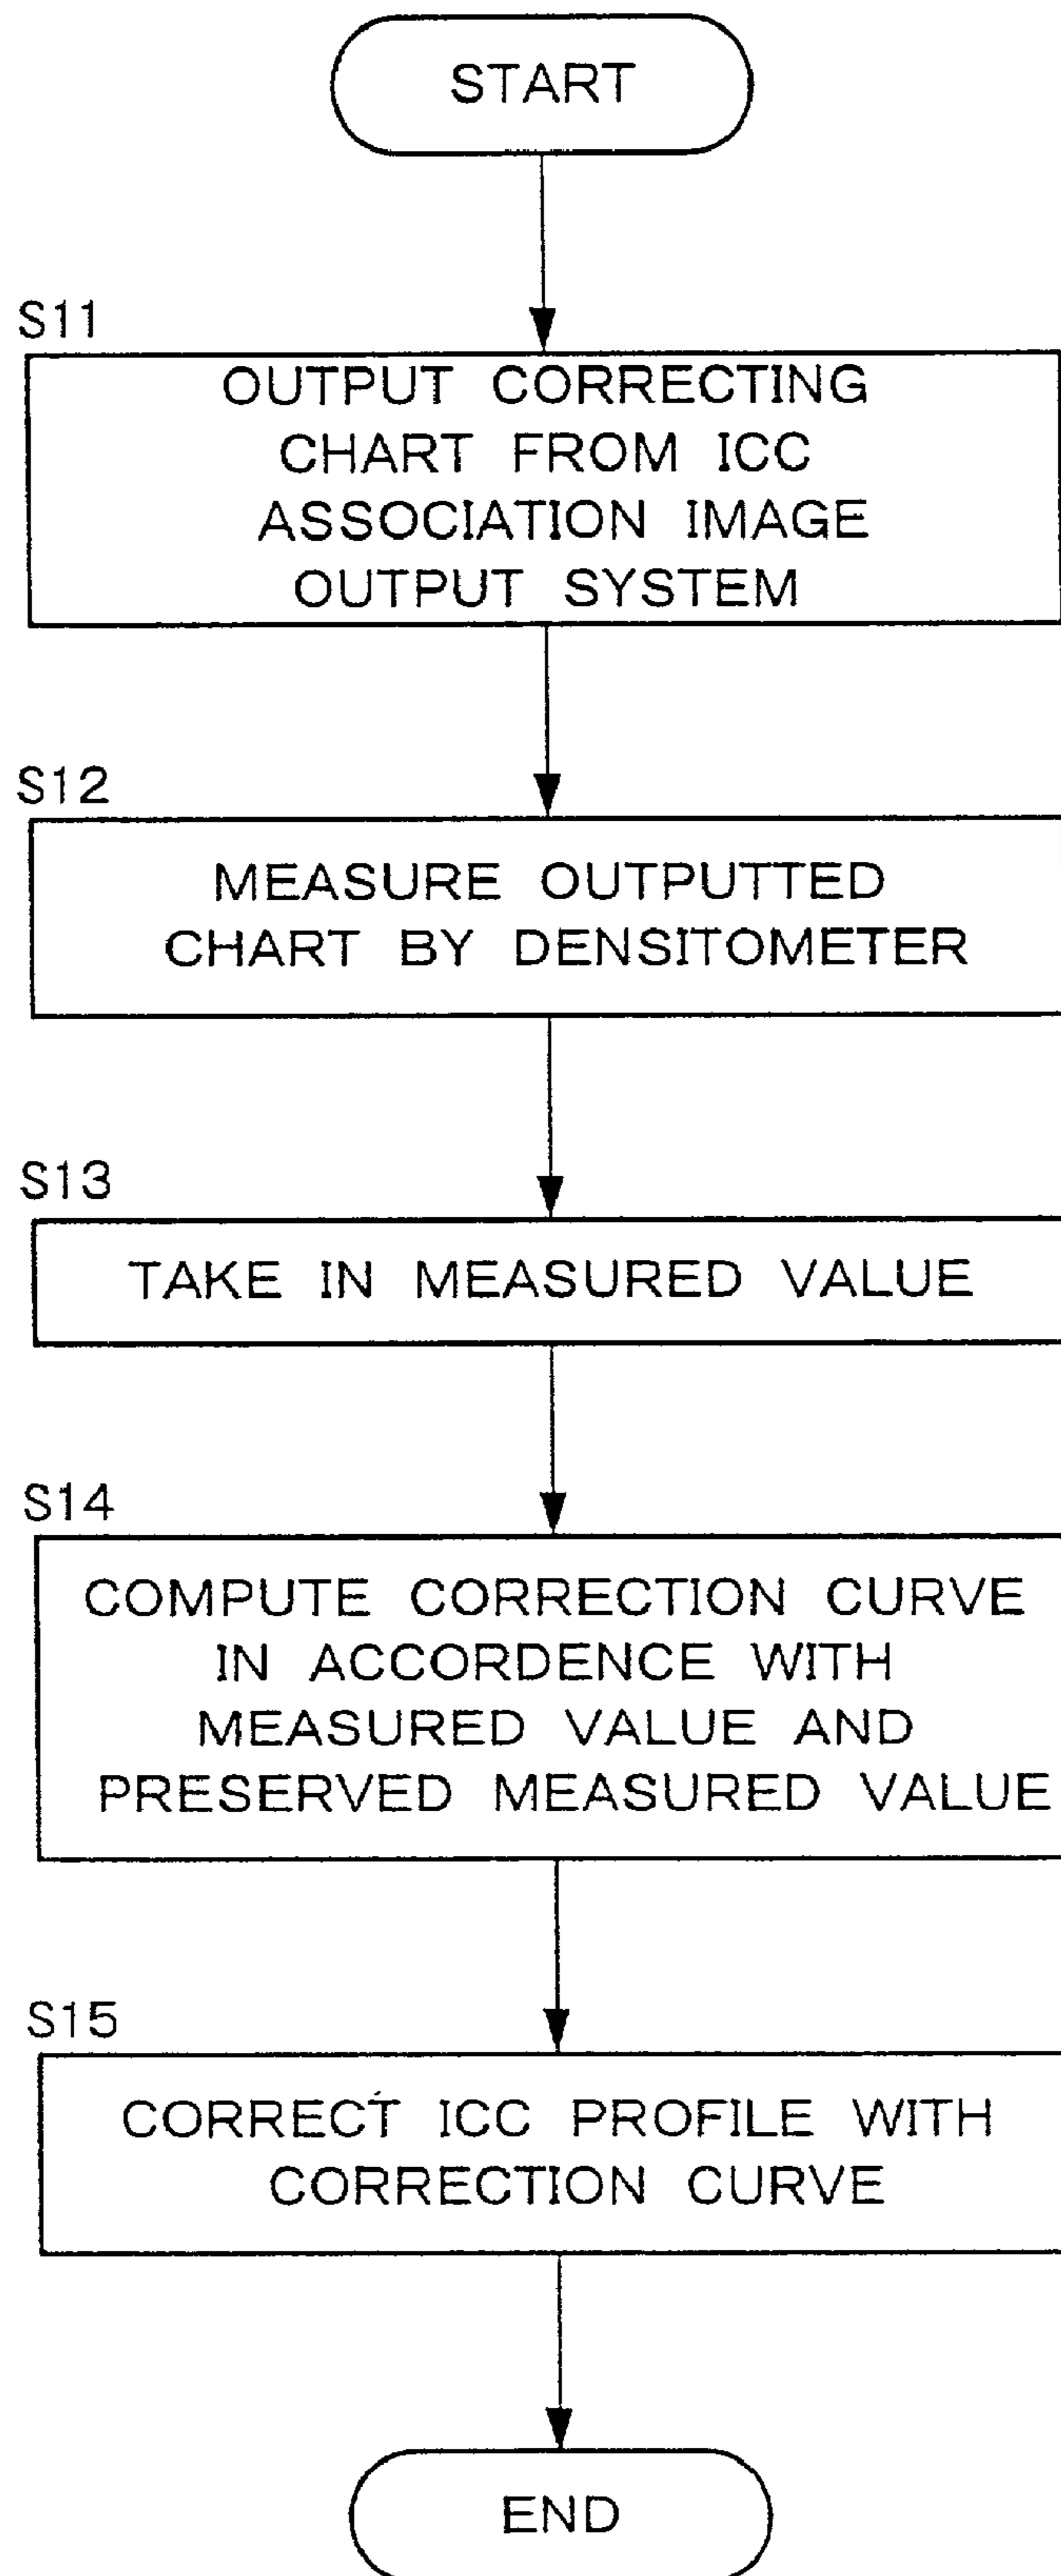 START
S11
OUTPUT CORRECTING
CHART FROM ICC
ASSOCIATION IMAGE
OUTPUT SYSTEM
S12
MEASURE OUTPUTTED
CHART BY DENSITOMETER
S13
TAKE IN MEASURED VALUE
S14
COMPUTE CORRECTION CURVE
IN ACCORDENCE WITH
MEASURED VALUE AND
PRESERVED MEASURED VALUE
S15
CORRECT ICC PROFILE WITH
CORRECTION CURVE
END